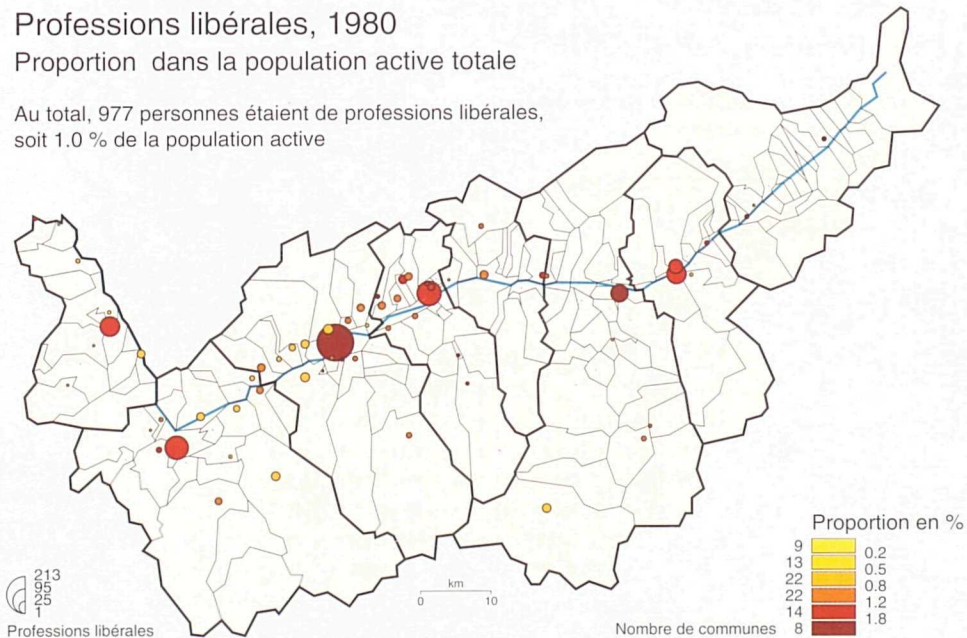 Professions libérales, 1980
Proportion dans la population active totale
Au total, 977 personnes étaient de professions libérales,
soit 1.0 % de la population active
213
95
25
1
Professions libérales
km
0 10
Proportion en %
9
13
22
22
14
8
0.2
0.5
0.8
1.2
1.8
Nombre de communes